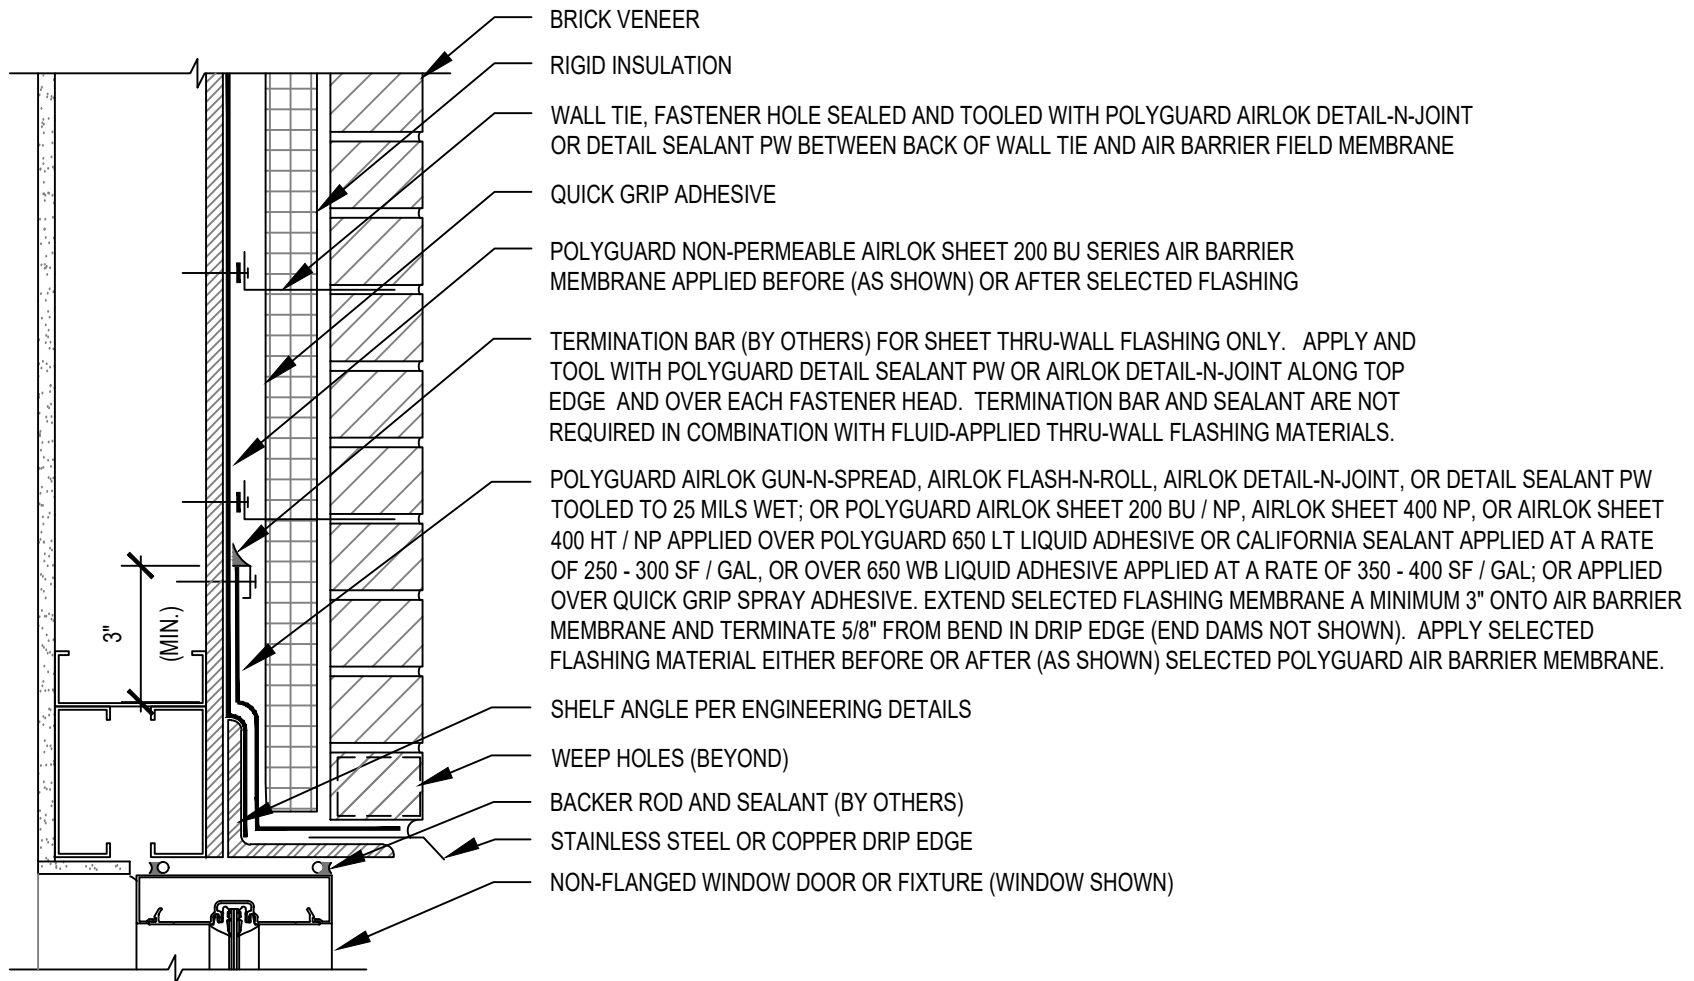 BRICK VENEER
RIGID INSULATION
WALL TIE, FASTENER HOLE SEALED AND TOOLED WITH POLYGUARD AIRLOK DETAIL-N-JOINT
OR DETAIL SEALANT PW BETWEEN BACK OF WALL TIE AND AIR BARRIER FIELD MEMBRANE
QUICK GRIP ADHESIVE
POLYGUARD NON-PERMEABLE AIRLOK SHEET 200 BU SERIES AIR BARRIER
MEMBRANE APPLIED BEFORE (AS SHOWN) OR AFTER SELECTED FLASHING
TERMINATION BAR (BY OTHERS) FOR SHEET THRU-WALL FLASHING ONLY. APPLY AND
TOOL WITH POLYGUARD DETAIL SEALANT PW OR AIRLOK DETAIL-N-JOINT ALONG TOP
EDGE AND OVER EACH FASTENER HEAD. TERMINATION BAR AND SEALANT ARE NOT
REQUIRED IN COMBINATION WITH FLUID-APPLIED THRU-WALL FLASHING MATERIALS.
POLYGUARD AIRLOK GUN-N-SPREAD, AIRLOK FLASH-N-ROLL, AIRLOK DETAIL-N-JOINT, OR DETAIL SEALANT PW
TOOLED TO 25 MILS WET; OR POLYGUARD AIRLOK SHEET 200 BU / NP, AIRLOK SHEET 400 NP, OR AIRLOK SHEET
400 HT / NP APPLIED OVER POLYGUARD 650 LT LIQUID ADHESIVE OR CALIFORNIA SEALANT APPLIED AT A RATE
OF 250 - 300 SF / GAL, OR OVER 650 WB LIQUID ADHESIVE APPLIED AT A RATE OF 350 - 400 SF / GAL; OR APPLIED
OVER QUICK GRIP SPRAY ADHESIVE. EXTEND SELECTED FLASHING MEMBRANE A MINIMUM 3" ONTO AIR BARRIER
MEMBRANE AND TERMINATE 5/8" FROM BEND IN DRIP EDGE (END DAMS NOT SHOWN). APPLY SELECTED
FLASHING MATERIAL EITHER BEFORE OR AFTER (AS SHOWN) SELECTED POLYGUARD AIR BARRIER MEMBRANE.
3"
(MIN.)
SHELF ANGLE PER ENGINEERING DETAILS
WEEP HOLES (BEYOND)
BACKER ROD AND SEALANT (BY OTHERS)
STAINLESS STEEL OR COPPER DRIP EDGE
NON-FLANGED WINDOW DOOR OR FIXTURE (WINDOW SHOWN)